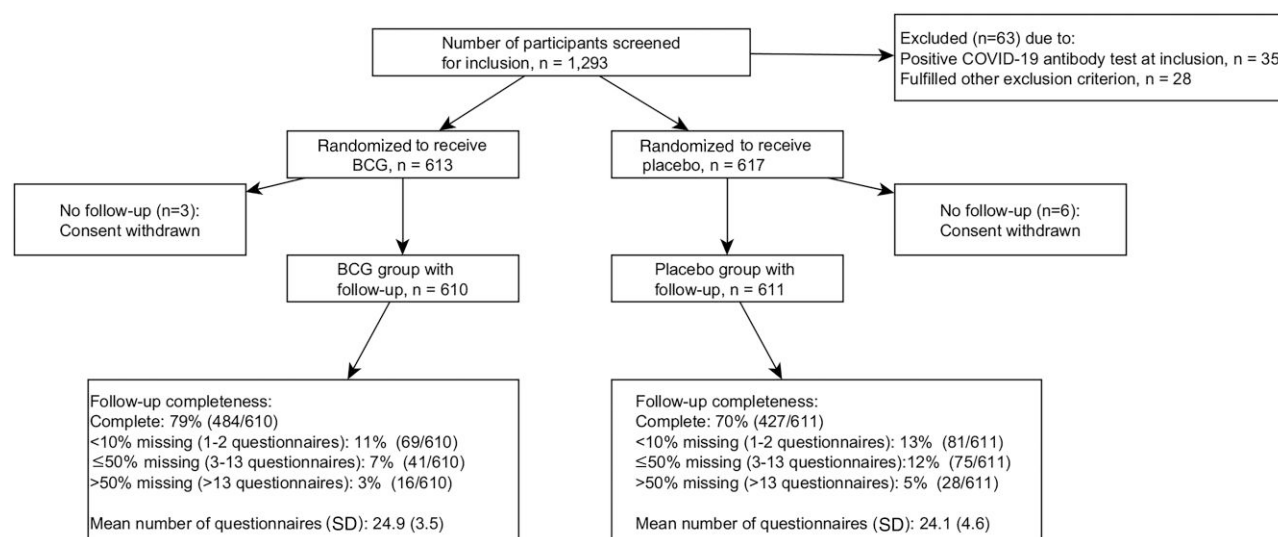 Number of participants screened
for inclusion, n = 1,293
Excluded (n=63) due to:
Positive COVID-19 antibody test at inclusion, n = 35
Fulfilled other exclusion criterion, n = 28
Randomized to receive
BCG, n = 613
Randomized to receive
placebo, n = 617
No follow-up (n=3):
Consent withdrawn
No follow-up (n=6):
Consent withdrawn
BCG group with
follow-up, n = 610
Placebo group with
follow-up, n = 611
Follow-up completeness:
Complete: 79% (484/610)
<10% missing (1-2 questionnaires): 11% (69/610)
≤50% missing (3-13 questionnaires): 7% (41/610)
>50% missing (>13 questionnaires): 3% (16/610)
Mean number of questionnaires (SD): 24.9 (3.5)
Follow-up completeness:
Complete: 70% (427/611)
<10% missing (1-2 questionnaires): 13% (81/611)
≤50% missing (3-13 questionnaires):12% (75/611)
>50% missing (>13 questionnaires): 5% (28/611)
Mean number of questionnaires (SD): 24.1 (4.6)